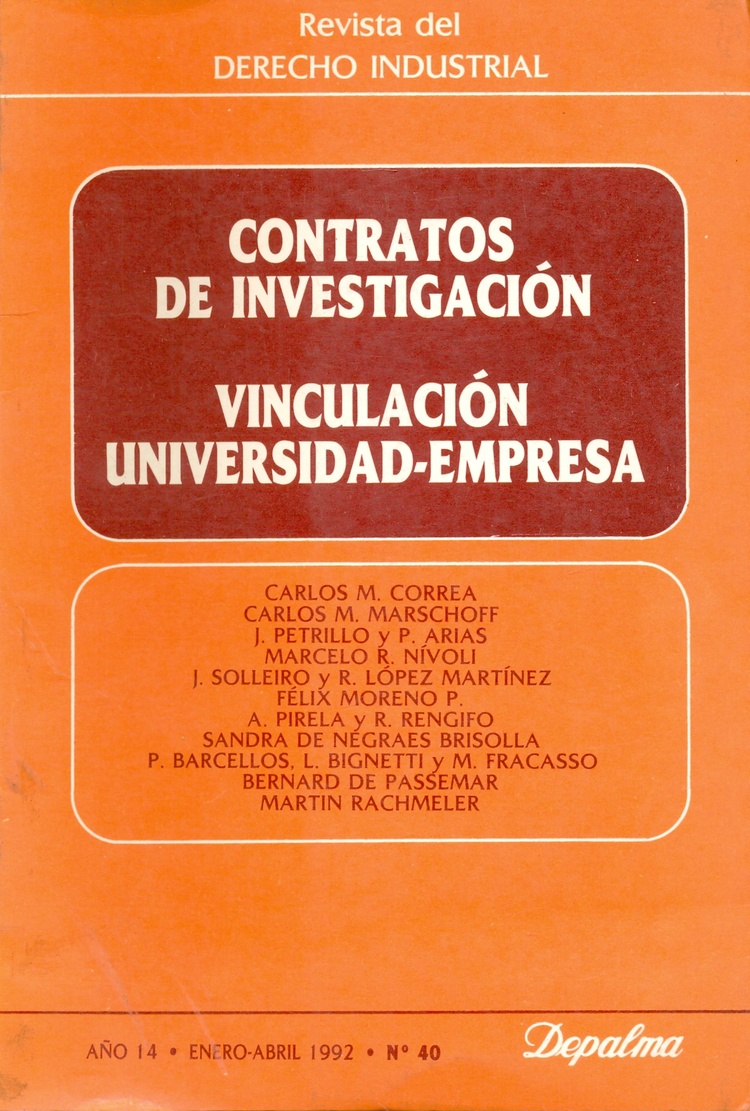 Revista del
DERECHO INDUSTRIAL
CONTRATOS
DE INVESTIGACIÓN
VINCULACIÓN
UNIVERSIDAD-EMPRESA
CARLOS M. CORREA
CARLOS M. MARSCHOFF
J. PETRILLO y P. ARIAS
MARCELO R. NÍVOLI
J. SOLLEIRO y R. LÓPEZ MARTÍNEZ
FÉLIX MORENO P.
A. PIRELA y R. RENGIFO
SANDRA DE NEGRAES BRISOLLA
P. BARCELLOS, L. BIGNETTI y M. FRACASSO
BERNARD DE PASSEMAR
MARTIN RACHMELER
AÑO 14 • ENERO-ABRIL 1992 • Nº 40
Depalma